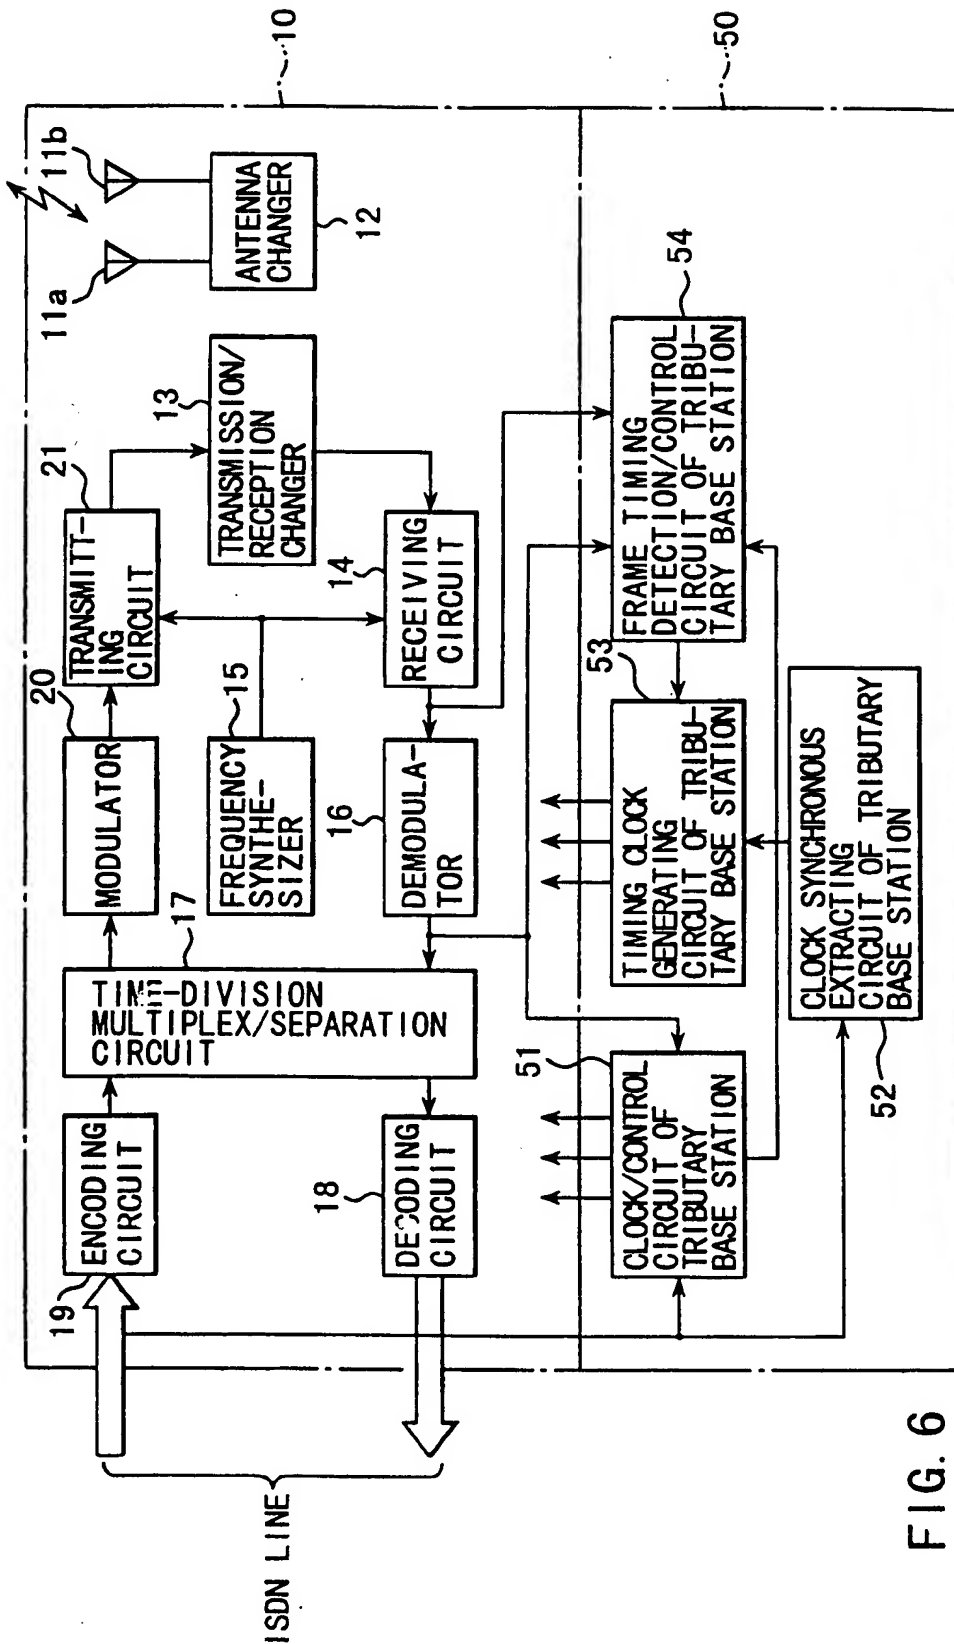 10
50
11a
11b
ANTENNA
CHANGER
12
21
TRANSMITT-
ING
CIRCUIT
13
TRANSMISSION/
RECEPTION
CHANGER
20
MODULATOR
15
FREQUENCY
SYNTHE-
SIZER
14
RECEIVING
CIRCUIT
16
DEMODULA-
TOR
17
TIME-DIVISION
MULTIPLEX/SEPARATION
CIRCUIT
19
ENCODING
CIRCUIT
18
DECODING
CIRCUIT
ISDN LINE
51
CLOCK/CONTROL
CIRCUIT OF
TRIBUTARY
BASE STATION
53
TIMING CLOCK
GENERATING
CIRCUIT OF TRIBU-
TARY BASE STATION
54
FRAME TIMING
DETECTION/CONTROL
CIRCUIT OF TRIBU-
TARY BASE STATION
52
CLOCK SYNCHRONOUS
EXTRACTING
CIRCUIT OF TRIBUTARY
BASE STATION
FIG. 6